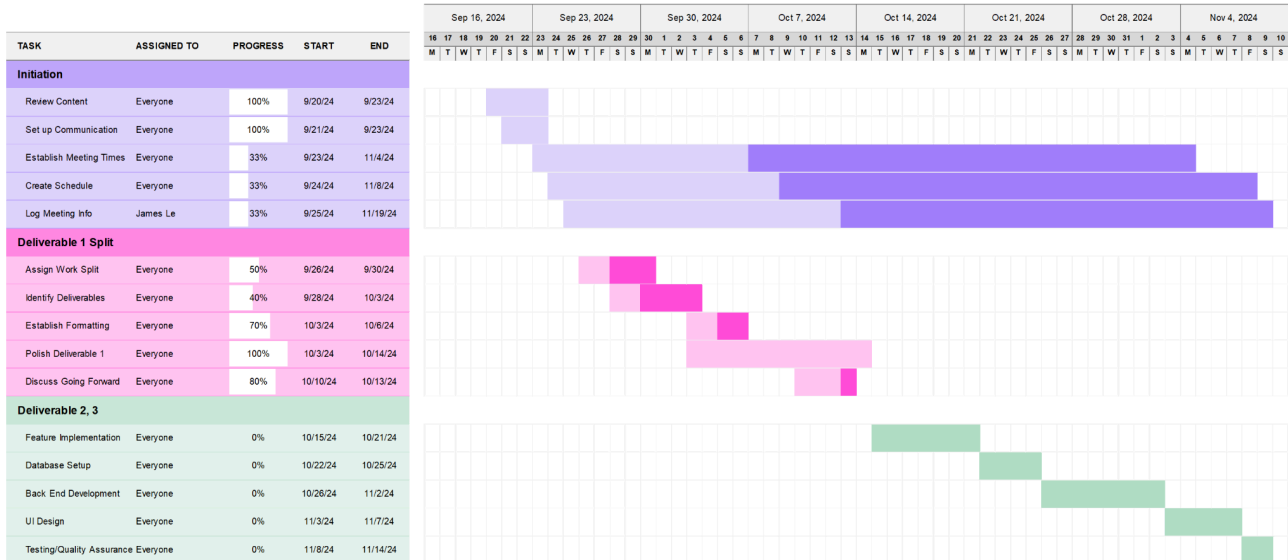 Sep 16, 2024 Sep 23, 2024 Sep 30, 2024 Oct 7, 2024 Oct 14, 2024 Oct 21, 2024 Oct 28, 2024 Nov 4, 2024
16 17 18 19 20 21 22 23 24 25 26 27 28 29 30 1 2 3 4 5 6 7 8 9 10 11 12 13 14 15 16 17 18 19 20 21 22 23 24 25 26 27 28 29 30 31 1 2 3 4 5 6 7 8 9 10
TASK ASSIGNED TO PROGRESS START END
M T W T F S S M T W T F S S M T W T F S S M T W T F S S M T W T F S S M T W T F S S M T W T F S S M T W T F S S
Initiation
Review Content Everyone 100% 9/20/24 9/23/24
Set up Communication Everyone 100% 9/21/24 9/23/24
Establish Meeting Times Everyone 33% 9/23/24 11/4/24
Create Schedule Everyone 33% 9/24/24 11/8/24
Log Meeting Info James Le 33% 9/25/24 11/19/24
Deliverable 1 Split
Assign Work Split Everyone 50% 9/26/24 9/30/24
Identify Deliverables Everyone 40% 9/28/24 10/3/24
Establish Formatting Everyone 70% 10/3/24 10/6/24
Polish Deliverable 1 Everyone 100% 10/3/24 10/14/24
Discuss Going Forward Everyone 80% 10/10/24 10/13/24
Deliverable 2, 3
Feature Implementation Everyone 0% 10/15/24 10/21/24
Database Setup Everyone 0% 10/22/24 10/25/24
Back End Development Everyone 0% 10/26/24 11/2/24
UI Design Everyone 0% 11/3/24 11/7/24
Testing/Quality Assurance Everyone 0% 11/8/24 11/14/24